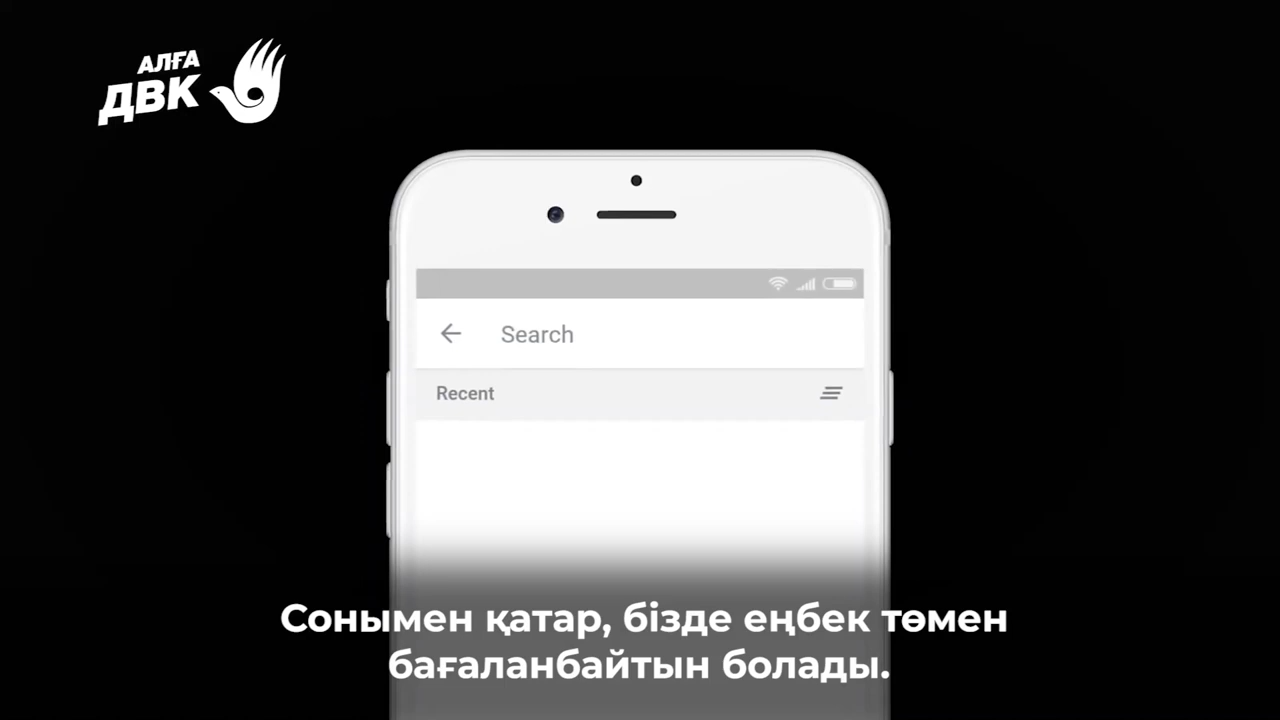 АЛҒА
ДВК
Search
Recent
Сонымен қатар, бізде еңбек төмен
бағаланбайтын болады.